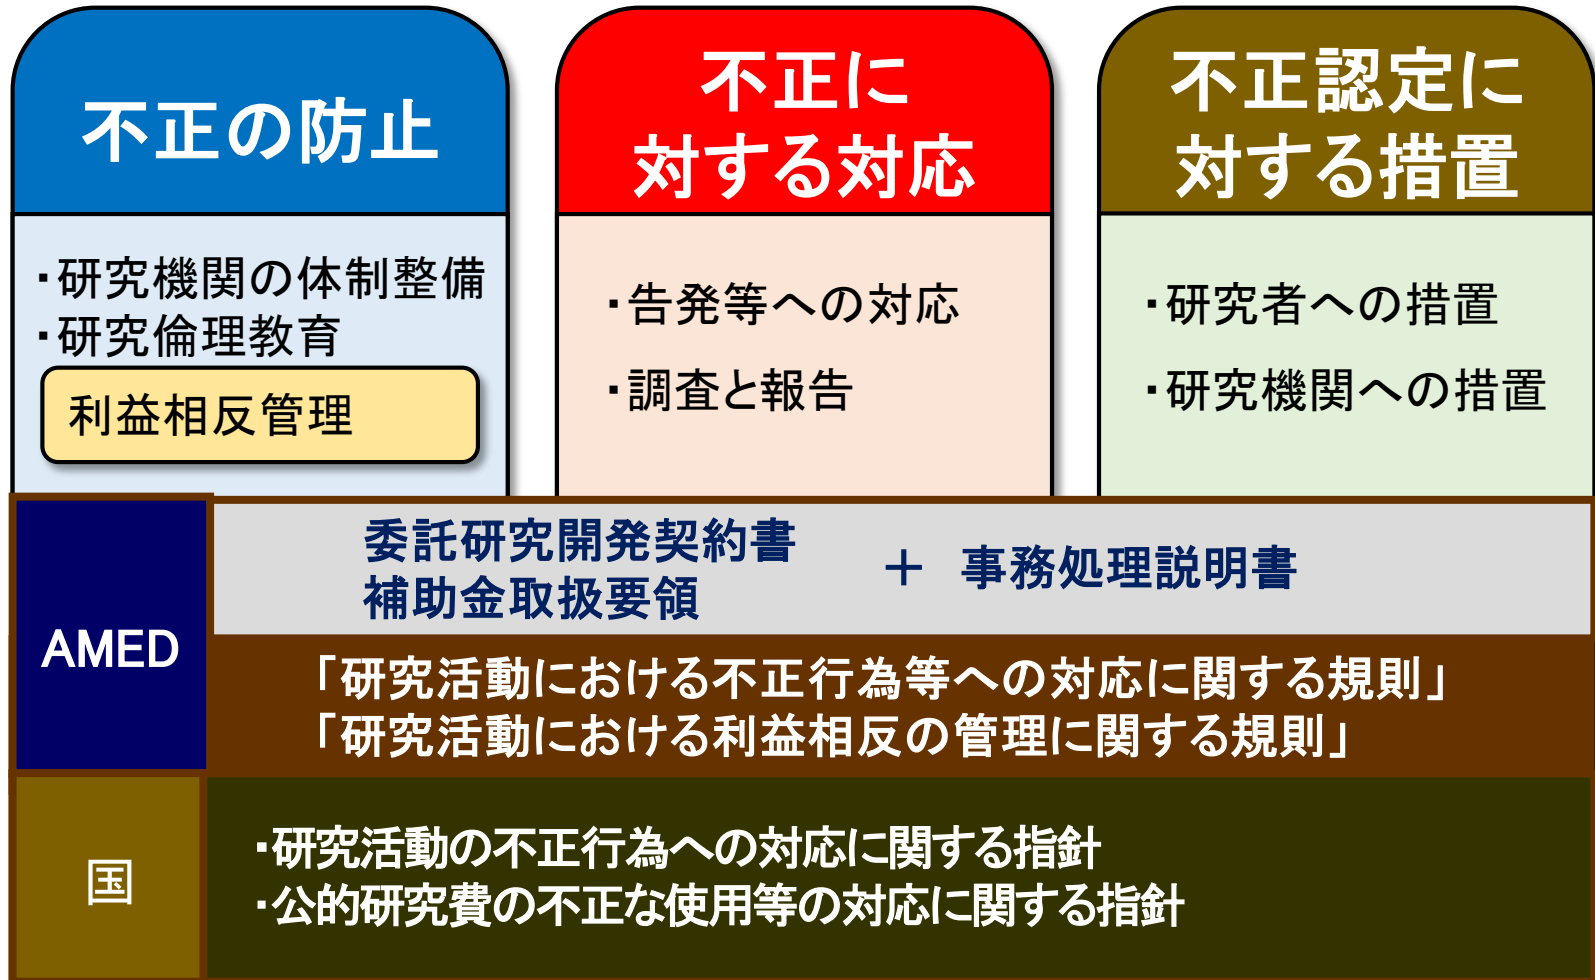 不正の防止
・研究機関の体制整備
・研究倫理教育
利益相反管理
不正に
対する対応
・告発等への対応
・調査と報告
不正認定に
対する措置
・研究者への措置
・研究機関への措置
AMED
委託研究開発契約書
補助金取扱要領
＋ 事務処理説明書
「研究活動における不正行為等への対応に関する規則」
「研究活動における利益相反の管理に関する規則」
国
・研究活動の不正行為への対応に関する指針
・公的研究費の不正な使用等の対応に関する指針